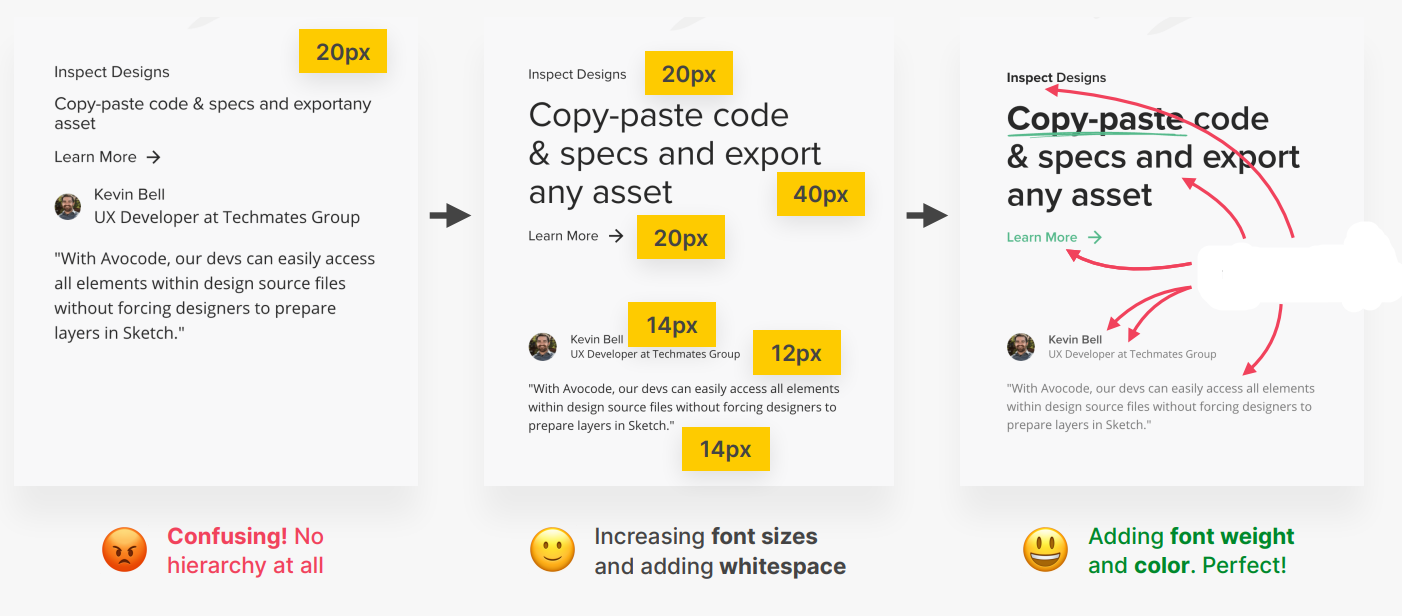 20px
Inspect Designs
Copy-paste code & specs and exportany
asset
Learn More →
Kevin Bell
UX Developer at Techmates Group
"With Avocode, our devs can easily access
all elements within design source files
without forcing designers to prepare
layers in Sketch."
Confusing! No
hierarchy at all
Inspect Designs
20px
Copy-paste code
& specs and export
any asset
40px
Learn More →
20px
14px
Kevin Bell
UX Developer at Techmates Group
12px
"With Avocode, our devs can easily access all elements
within design source files without forcing designers to
prepare layers in Sketch."
14px
Increasing font sizes
and adding whitespace
Inspect Designs
Copy-paste code
& specs and export
any asset
Learn More →
Kevin Bell
UX Developer at Techmates Group
"With Avocode, our devs can easily access all elements
within design source files without forcing designers to
prepare layers in Sketch."
Adding font weight
and color. Perfect!